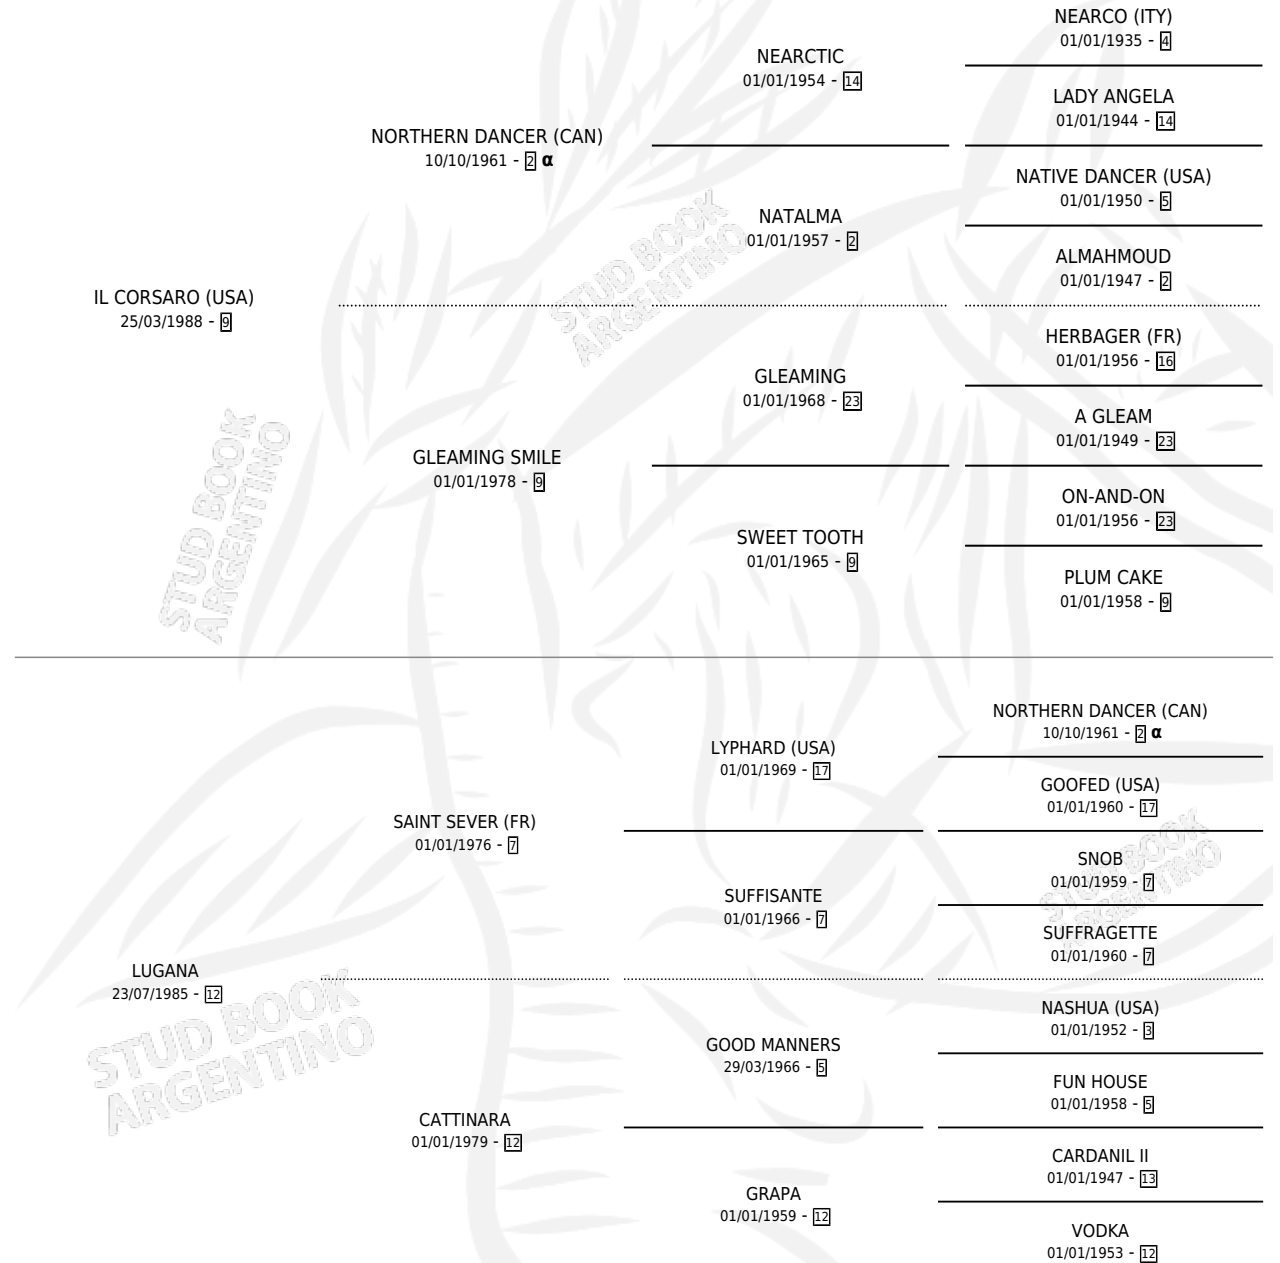 NEARCO (ITY)
01/01/1935 - 4
NEARCTIC
01/01/1954 - 14
LADY ANGELA
01/01/1944 - 14
NORTHERN DANCER (CAN)
10/10/1961 - 2 α
NATIVE DANCER (USA)
01/01/1950 - 5
NATALMA
01/01/1957 - 2
ALMAHMOUD
01/01/1947 - 2
IL CORSARO (USA)
25/03/1988 - 9
STUD BOOK
ARGENTINO
HERBAGER (FR)
01/01/1956 - 16
GLEAMING
01/01/1968 - 23
A GLEAM
01/01/1949 - 23
GLEAMING SMILE
01/01/1978 - 9
STUD BOOK
ARGENTINO
ON-AND-ON
01/01/1956 - 23
SWEET TOOTH
01/01/1965 - 9
PLUM CAKE
01/01/1958 - 9
NORTHERN DANCER (CAN)
10/10/1961 - 2 α
LYPHARD (USA)
01/01/1969 - 17
GOOFED (USA)
01/01/1960 - 17
SAINT SEVER (FR)
01/01/1976 - 7
SNOB
01/01/1959 - 7
STUD BOOK
ARGENTINO
SUFFISANTE
01/01/1966 - 7
SUFFRAGETTE
01/01/1960 - 7
LUGANA
23/07/1985 - 12
STUD BOOK
ARGENTINO
NASHUA (USA)
01/01/1952 - 3
GOOD MANNERS
29/03/1966 - 5
FUN HOUSE
01/01/1958 - 5
CATTINARA
01/01/1979 - 12
CARDANIL II
01/01/1947 - 13
GRAPA
01/01/1959 - 12
VODKA
01/01/1953 - 12